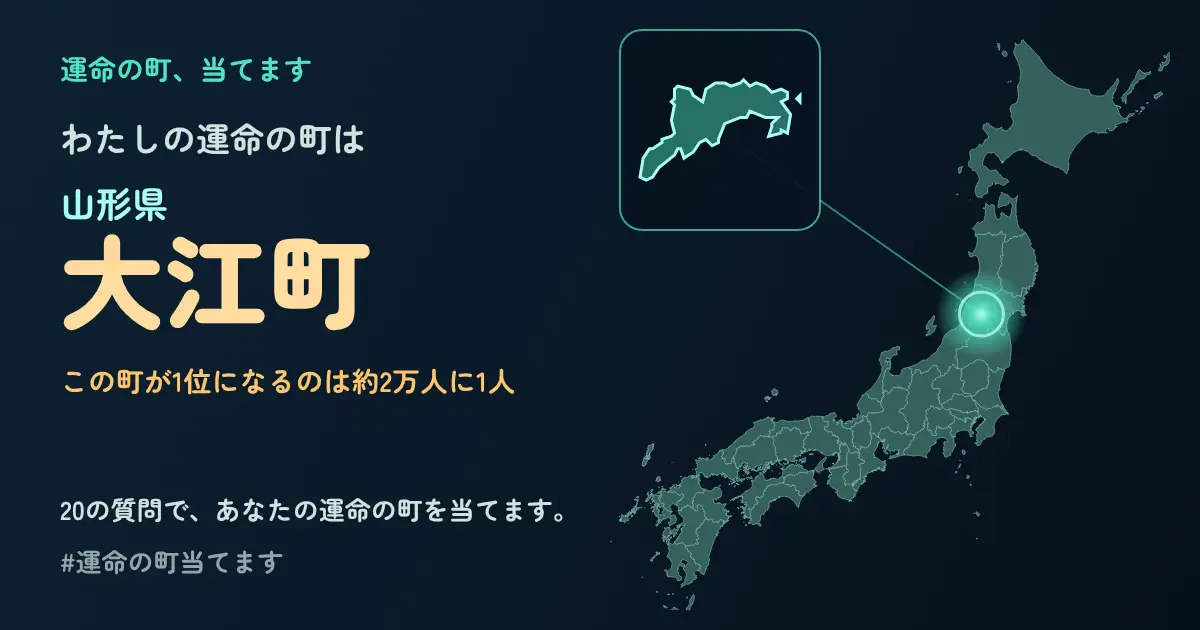 運命の町、当てます
わたしの運命の町は
山形県
大江町
この町が1位になるのは約2万人に1人
20の質問で、あなたの運命の町を当てます。
#運命の町当てます